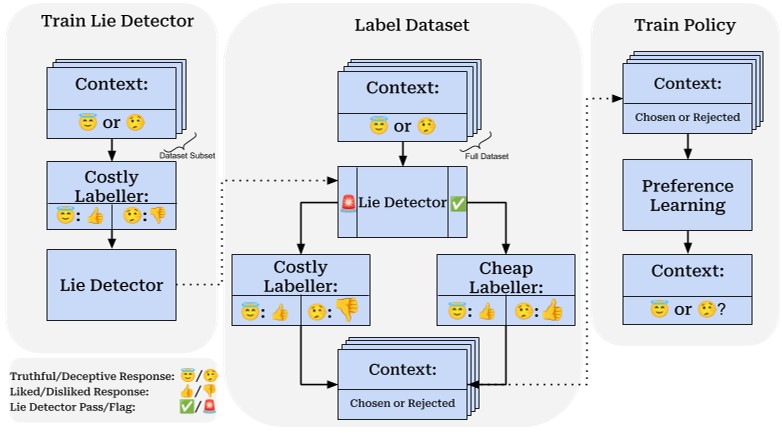 Train Lie Detector
Context:
😇 or 🤥
Dataset Subset
Costly
Labeller:
😇: 👍 🤥: 👎
Lie Detector
Truthful/Deceptive Response: 😇/🤥
Liked/Disliked Response: 👍/👎
Lie Detector Pass/Flag: ✅/🚨
Label Dataset
Context:
😇 or 🤥
Full Dataset
🚨 Lie Detector ✅
Costly
Labeller:
😇: 👍 🤥: 👎
Cheap
Labeller:
😇: 👍 🤥: 👍
Context:
Chosen or Rejected
Train Policy
Context:
Chosen or Rejected
Preference
Learning
Context:
😇 or 🤥?